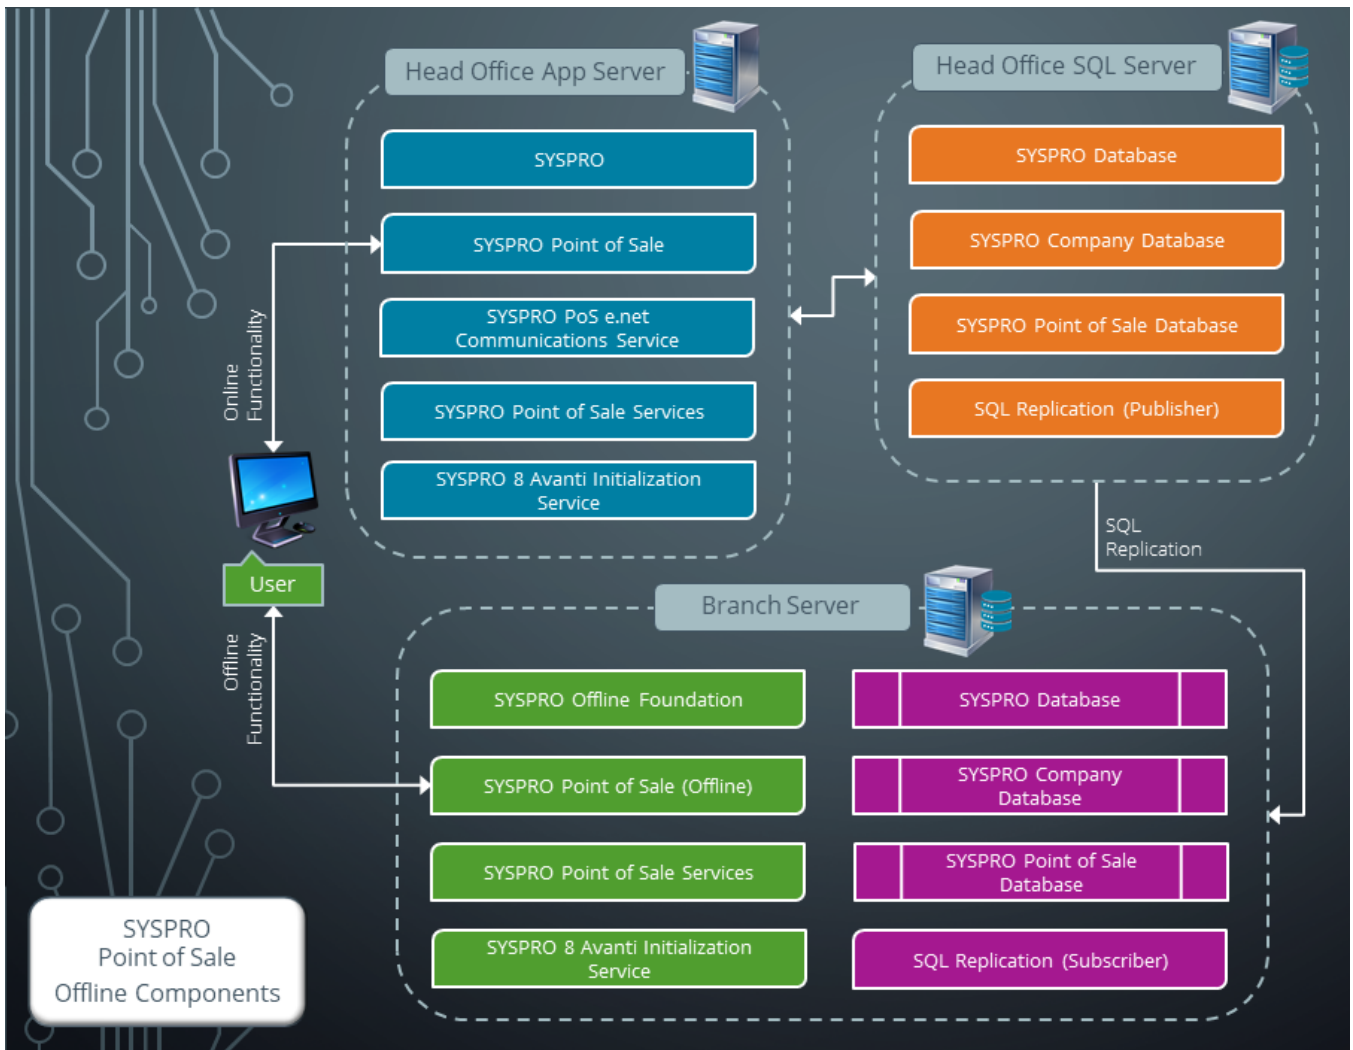 Head Office App Server
SYSPRO
SYSPRO Point of Sale
SYSPRO PoS e.net
Communications Service
SYSPRO Point of Sale Services
SYSPRO 8 Avanti Initialization
Service
Head Office SQL Server
SYSPRO Database
SYSPRO Company Database
SYSPRO Point of Sale Database
SQL Replication (Publisher)
Online
Functionality
User
Offline
Functionality
SQL
Replication
Branch Server
SYSPRO Offline Foundation
SYSPRO Point of Sale (Offline)
SYSPRO Point of Sale Services
SYSPRO 8 Avanti Initialization
Service
SYSPRO Database
SYSPRO Company
Database
SYSPRO Point of Sale
Database
SQL Replication (Subscriber)
SYSPRO
Point of Sale
Offline Components